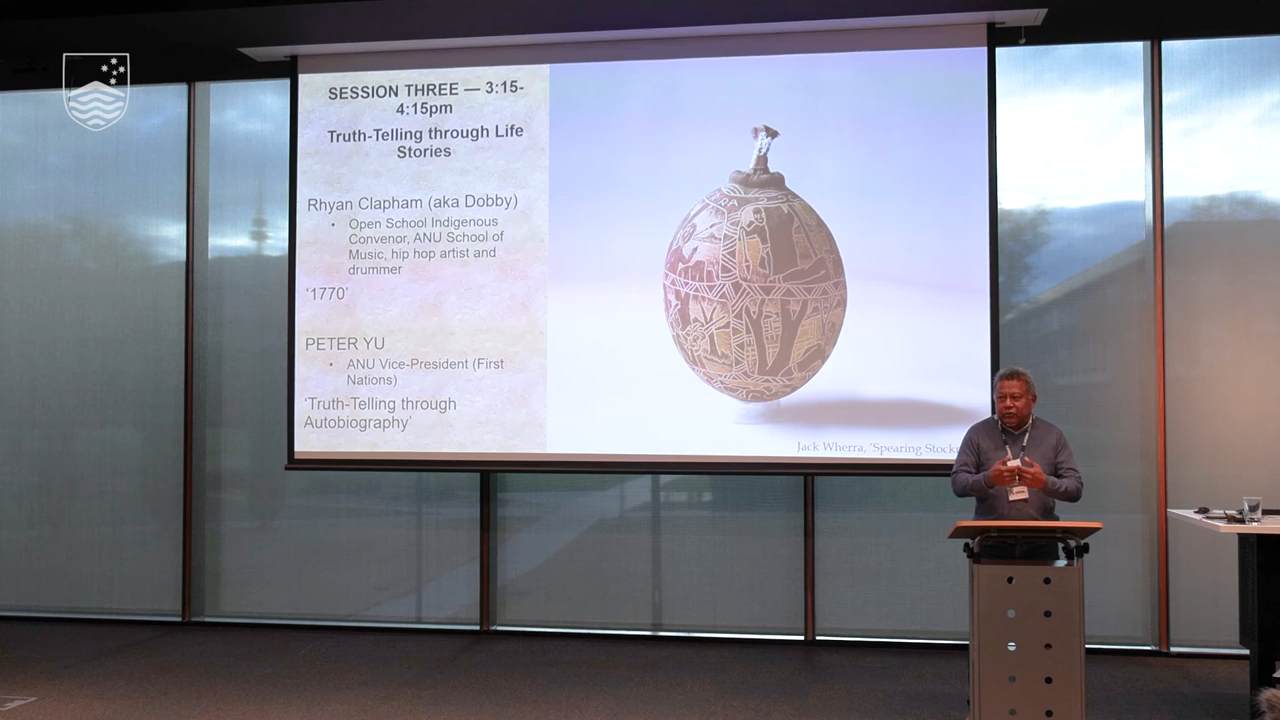 SESSION THREE — 3:15-
4:15pm
Truth-Telling through Life
Stories
Rhyan Clapham (aka Dobby)
• Open School Indigenous
Convenor, ANU School of
Music, hip hop artist and
drummer
‘1770’
PETER YU
• ANU Vice-President (First
Nations)
‘Truth-Telling through
Autobiography’
Jack Wherra, ‘Spearing